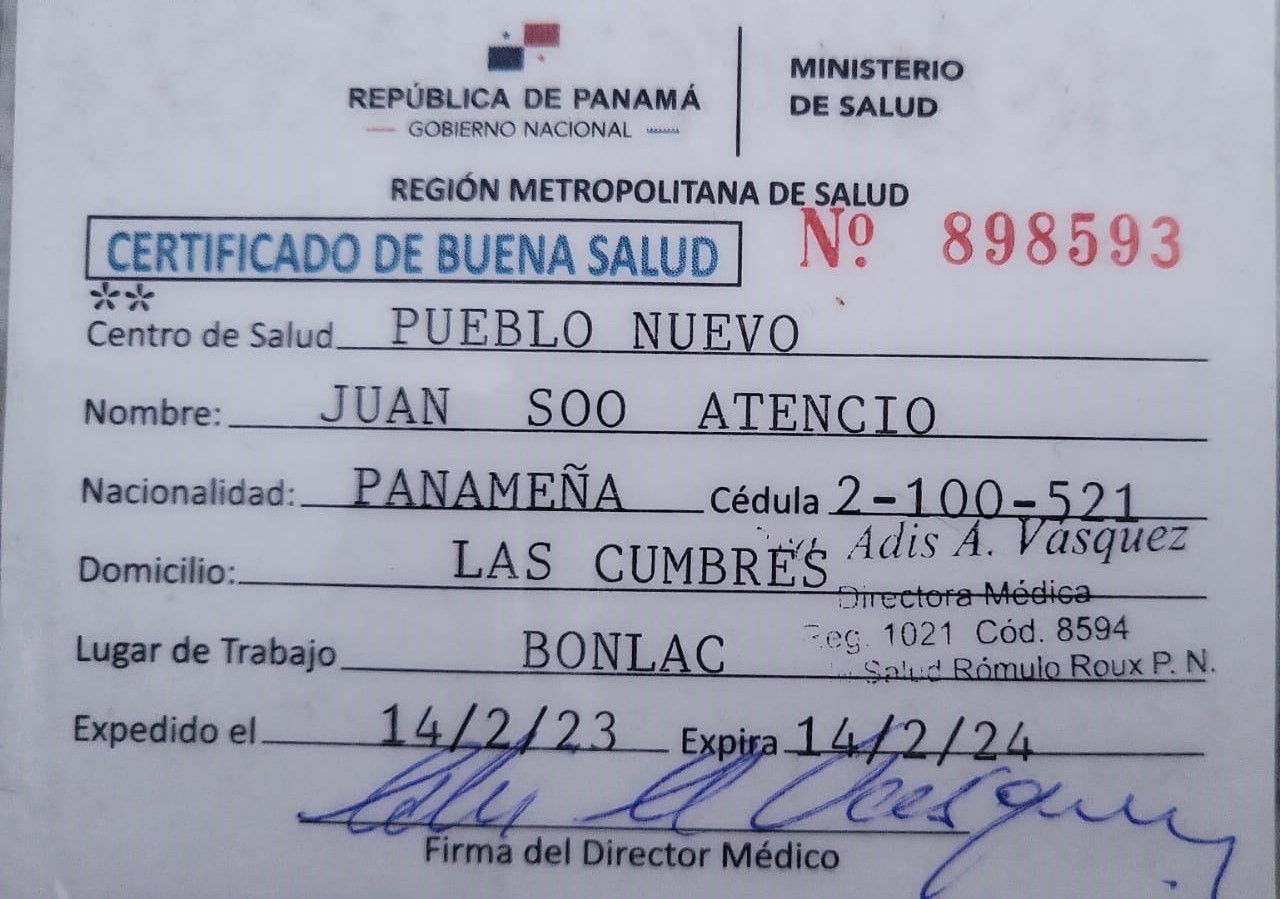 REPÚBLICA DE PANAMÁ
GOBIERNO NACIONAL
MINISTERIO
DE SALUD
REGIÓN METROPOLITANA DE SALUD
CERTIFICADO DE BUENA SALUD Nº. 898593
**
Centro de Salud PUEBLO NUEVO
Nombre: JUAN SOO ATENCIO
Nacionalidad: PANAMEÑA Cédula 2-100-521
Adis A. Vásquez
Domicilio: LAS CUMBRES
Directora Médica
Reg. 1021 Cód. 8594
Lugar de Trabajo BONLAC
Salud Rómulo Roux P. N.
Expedido el 14/2/23 Expira 14/2/24
Firma del Director Médico